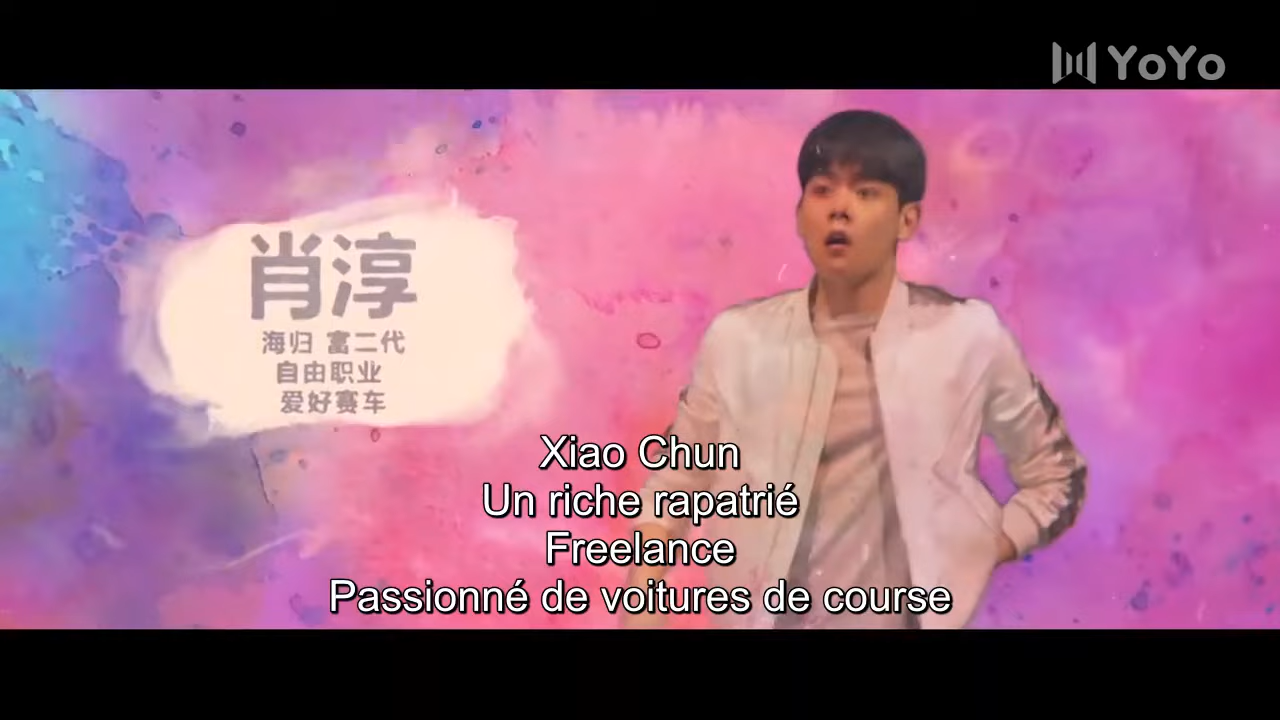 YoYo
肖淳
海归 富二代
自由职业
爱好赛车
Xiao Chun
Un riche rapatrié
Freelance
Passionné de voitures de course